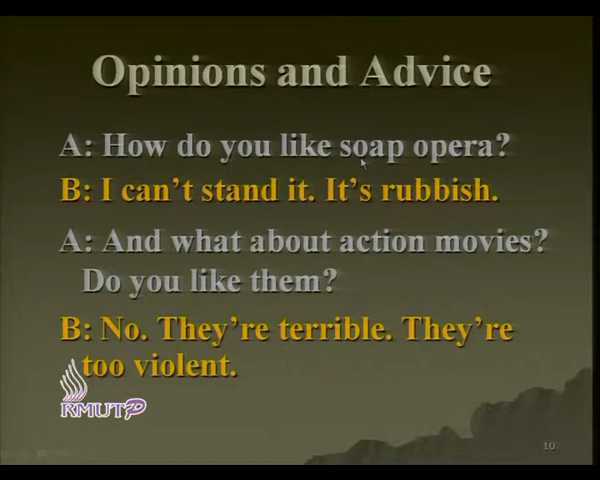 Opinions and Advice
A: How do you like soap opera?
B: I can't stand it. It's rubbish.
A: And what about action movies?
Do you like them?
B: No. They're terrible. They're
too violent.
RMUTP
10